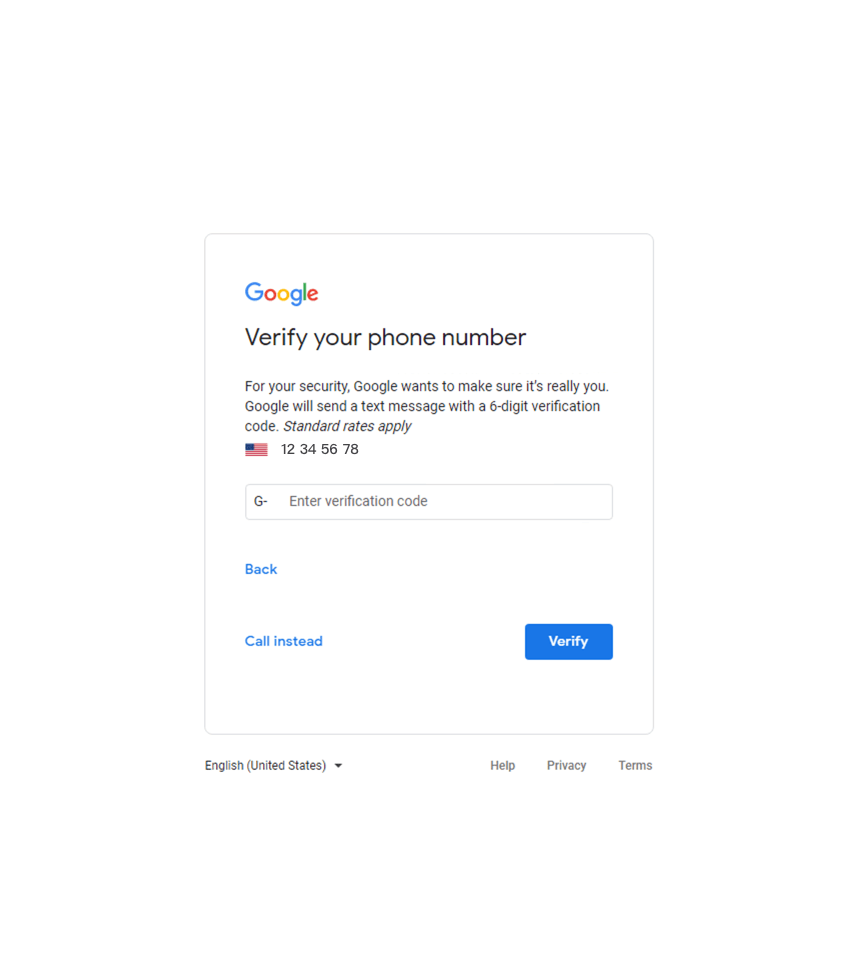 Google
Verify your phone number
For your security, Google wants to make sure it's really you.
Google will send a text message with a 6-digit verification
code. Standard rates apply
12 34 56 78
G- Enter verification code
Back
Call instead Verify
English (United States) Help Privacy Terms